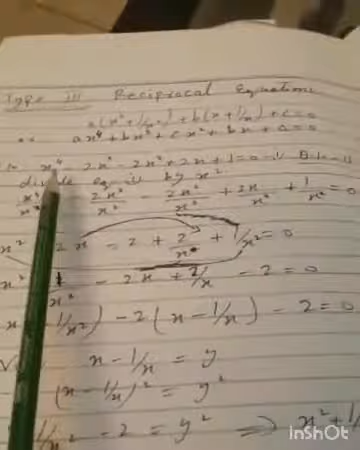 Type III Reciprocal Equations
a(x²+1/x²)+b(x+1/x)+c=0
ax⁴+bx³+cx²+bx+a=0
x⁴-2x³-2x²+2x+1=0
divide eq by x²
2x³/x² - 2x²/x² + 2x/x² + 1/x² = 0
x² 2x - 2 + 2/x + 1/x² = 0
x² 1/x² - 2x + 2/x - 2 = 0
1/x²) - 2(x - 1/x) - 2 = 0
x - 1/x = y
(x - 1/x)² = y²
1/x² - 2 = y² ⇒ x² + 1/
InShOt